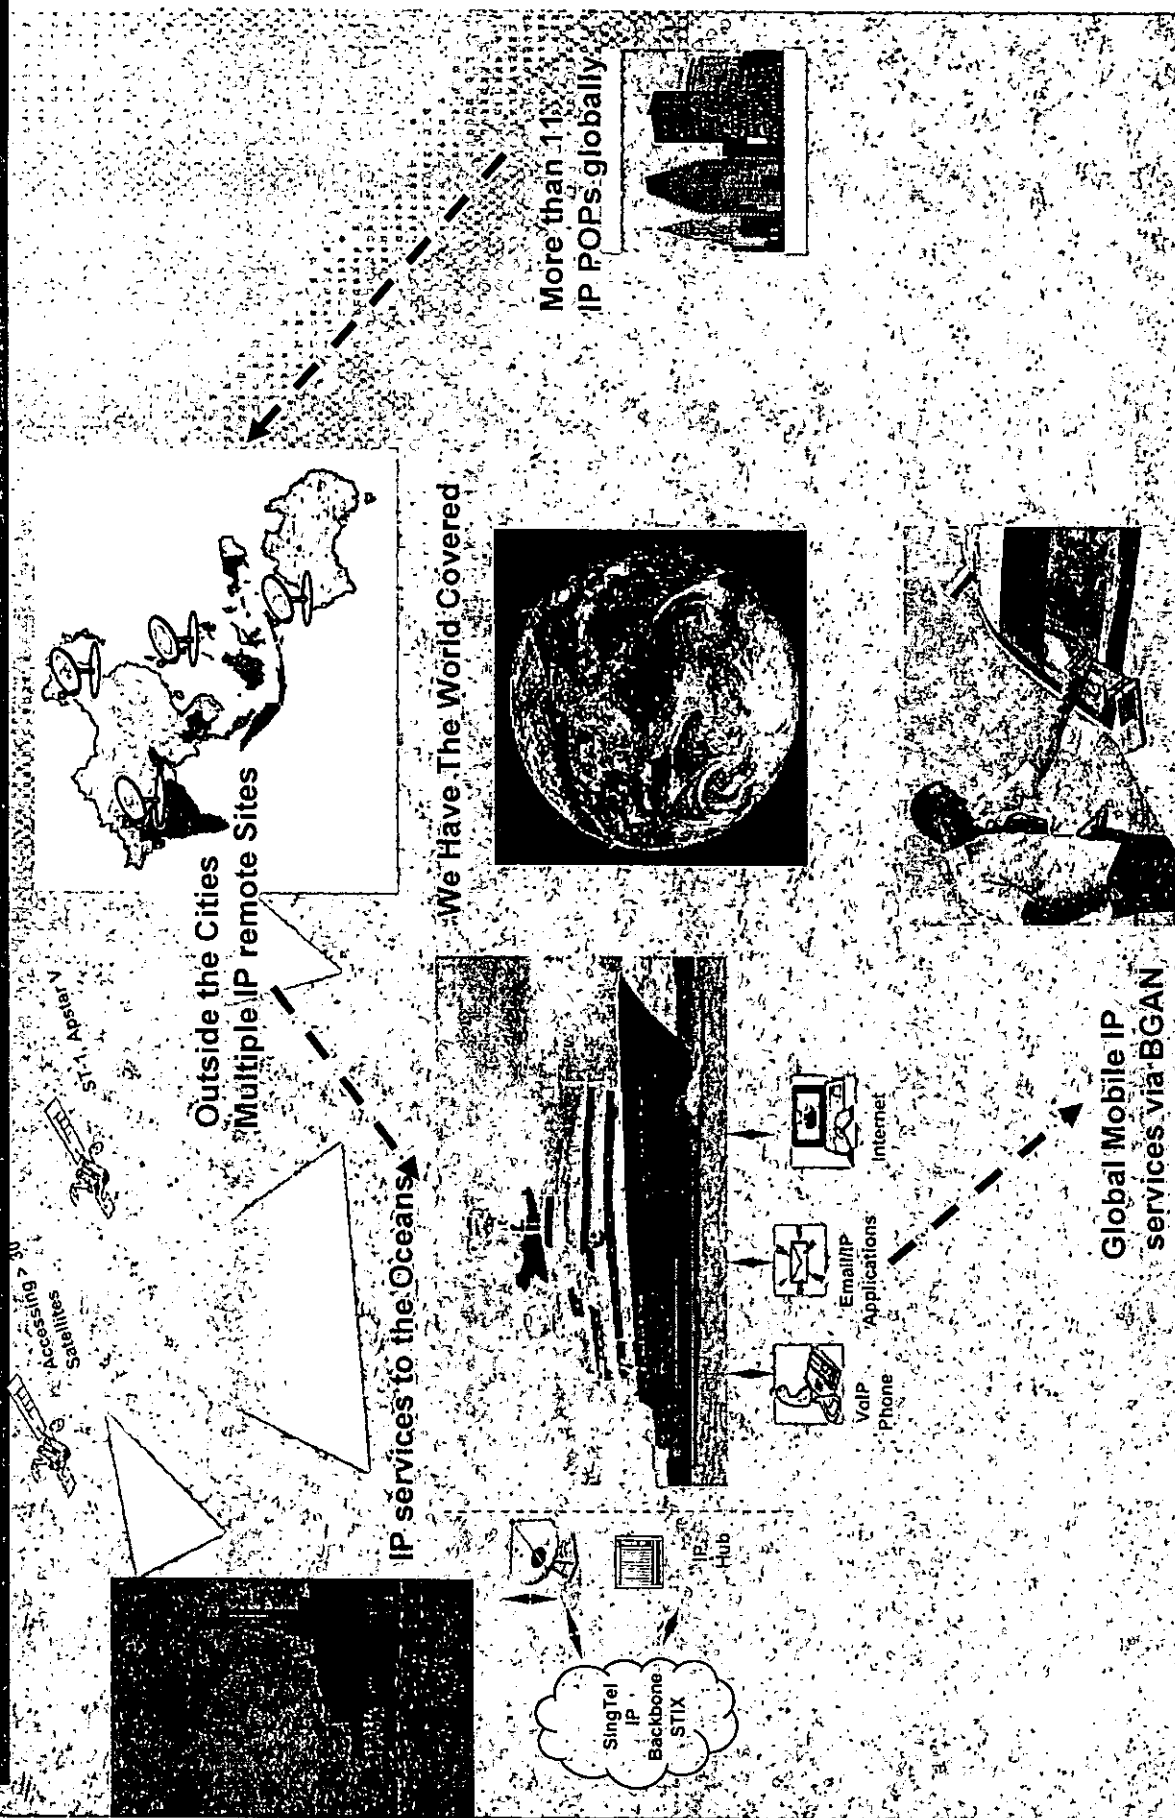 More than 11
IP POPs globally
Outside the Cities
Multiple IP remote Sites
ST-1, Apstar V
Accessing > 30
Satellites
We Have The World Covered
IP services to the Oceans
SingTel
IP
Backbone
STIX
IP
Hub
VoIP
Phone
Email/IP
Applications
Internet
Global Mobile IP
services via BGAN